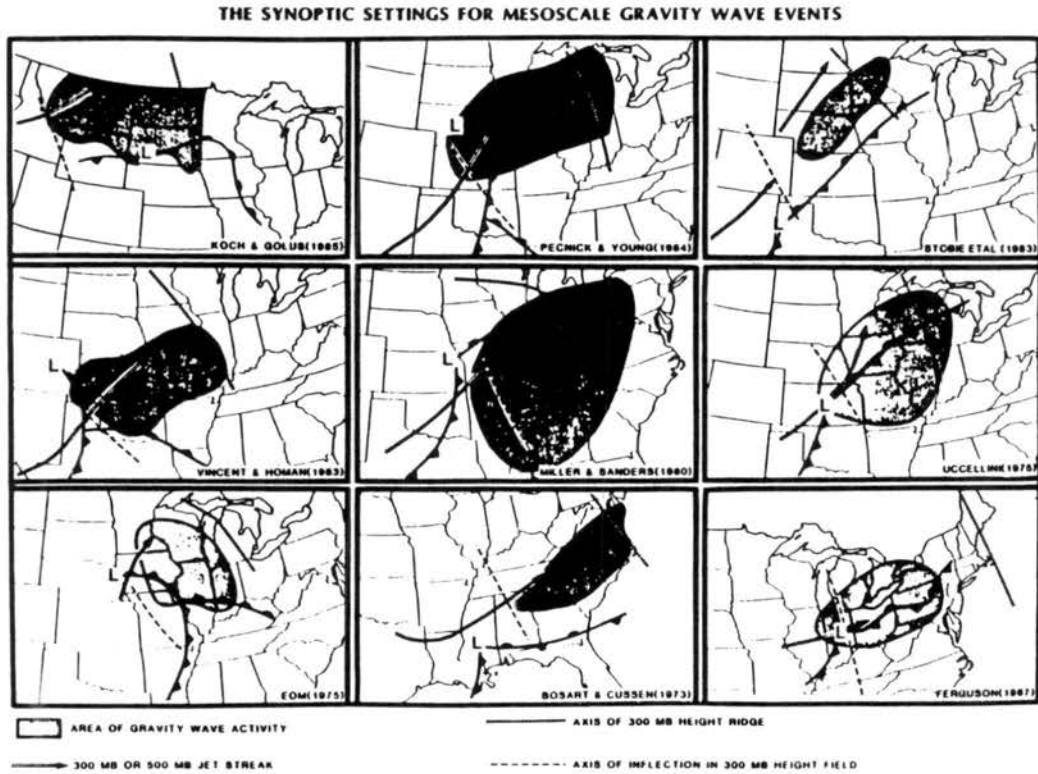 THE SYNOPTIC SETTINGS FOR MESOSCALE GRAVITY WAVE EVENTS
L
KOCH & GOLUS(1985)
L
PECNICK & YOUNG(1984)
L
STOBIE ETAL (1983)
L
VINCENT & HOMAN(1983)
L
MILLER & SANDERS(1980)
L
UCCELLINI(1975)
L
EOM(1975)
L
BOSART & CUSSEN(1973)
L
FERGUSON(1967)
AREA OF GRAVITY WAVE ACTIVITY
AXIS OF 300 MB HEIGHT RIDGE
300 MB OR 500 MB JET STREAK
AXIS OF INFLECTION IN 300 MB HEIGHT FIELD